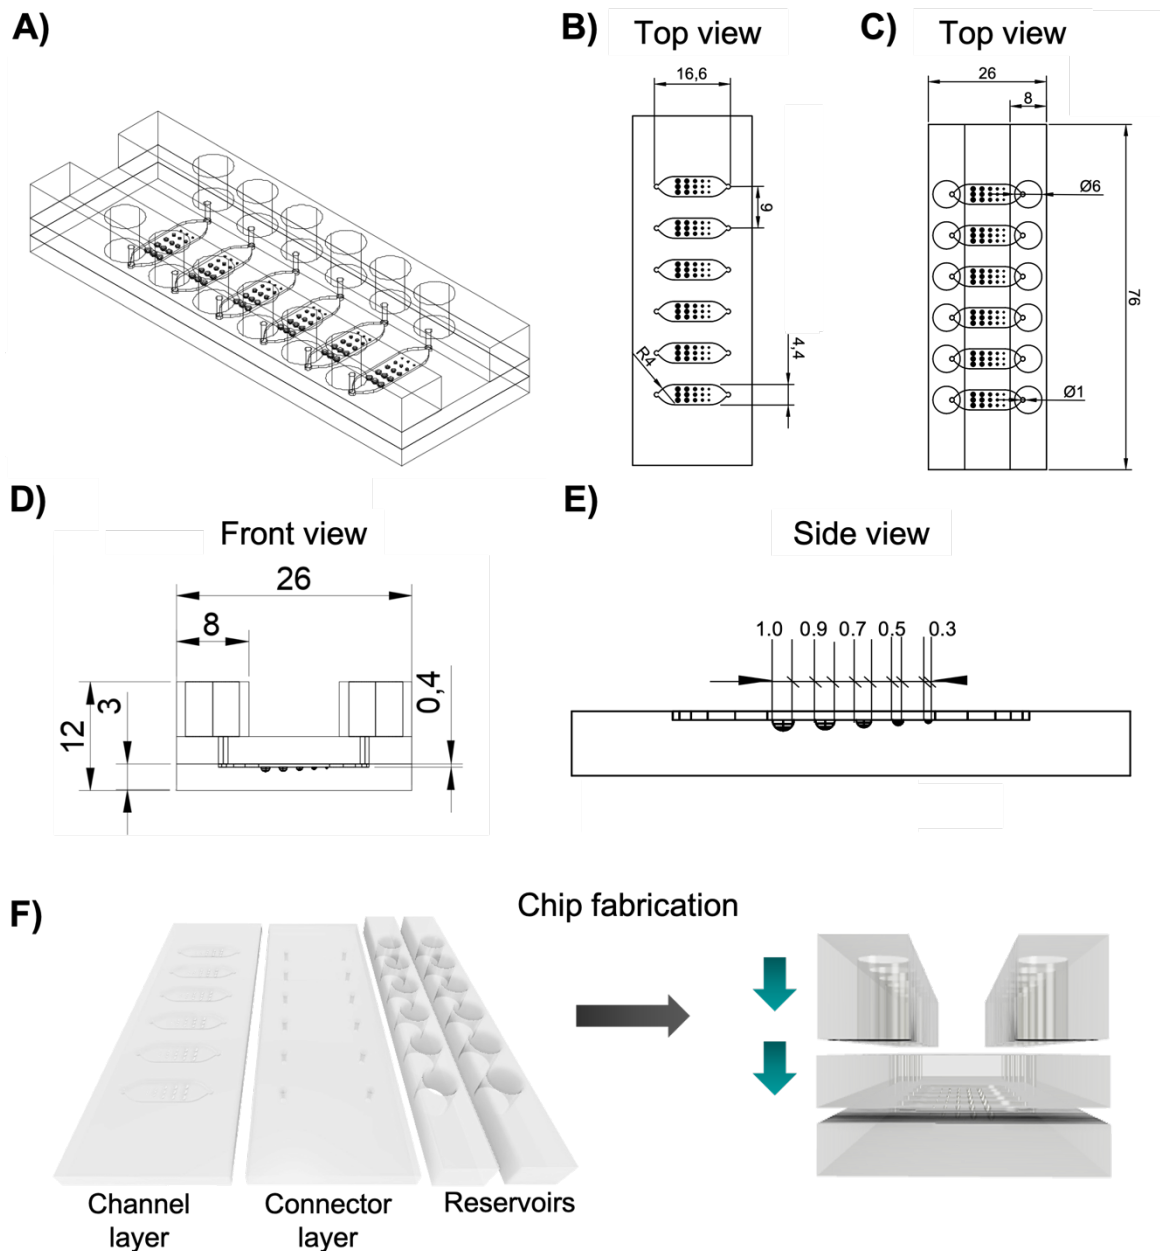 A)
B)
Top view
16,6
9
4,4
R4
C)
Top view
26
8
Ø6
76
Ø1
D)
Front view
26
8
12
3
0,4
E)
Side view
1.0 0.9 0.7 0.5 0.3
F)
Chip fabrication
Channel
layer
Connector
layer
Reservoirs